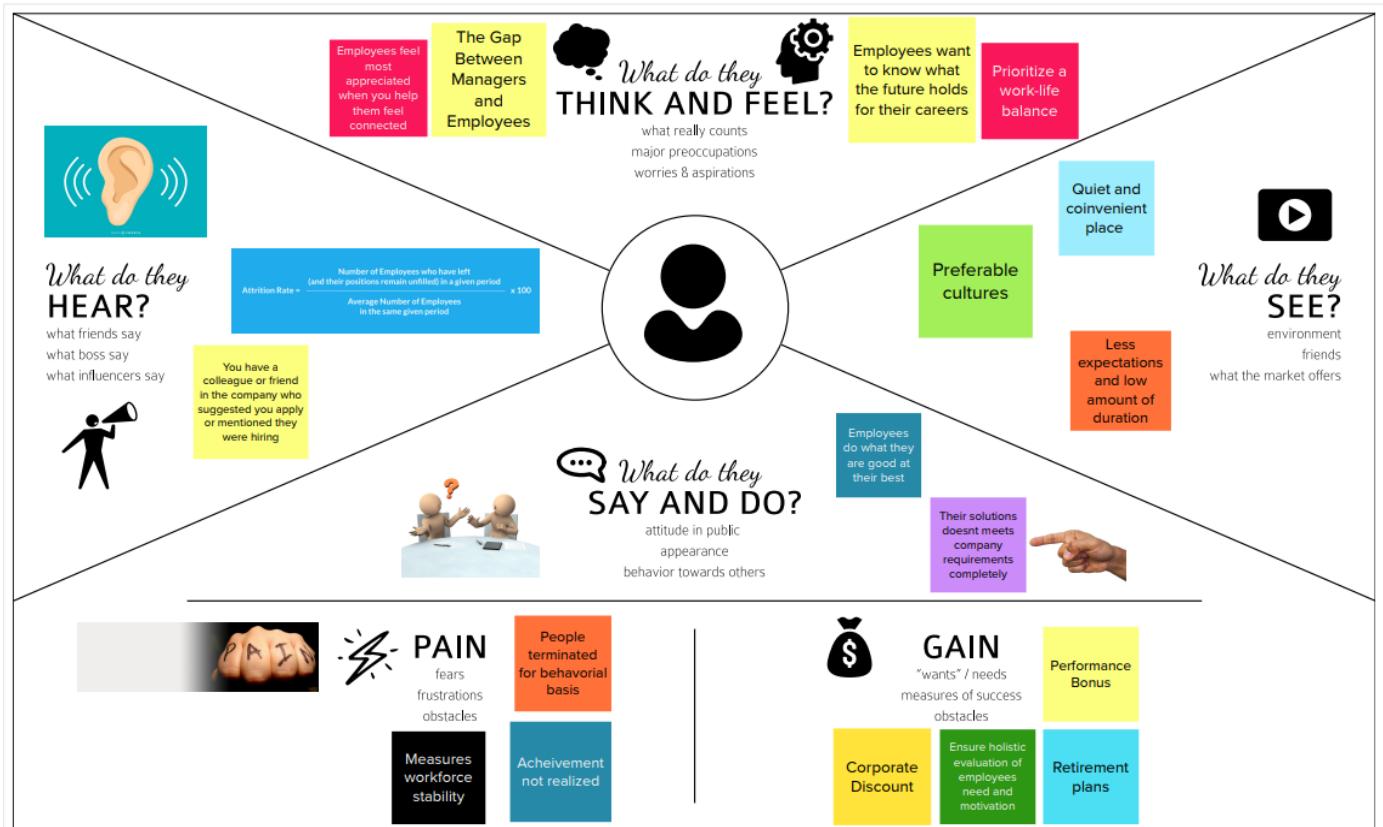 Employees feel
most
appreciated
when you help
them feel
connected
The Gap
Between
Managers
and
Employees
What do they
THINK AND FEEL?
what really counts
major preoccupations
worries & aspirations
Employees want
to know what
the future holds
for their careers
Prioritize a
work-life
balance
What do they
HEAR?
what friends say
what boss say
what influencers say
Attrition Rate =
Number of Employees who have left
(and their positions remain unfilled) in a given period
Average Number of Employees
in the same given period
x 100
You have a
colleague or friend
in the company who
suggested you apply
or mentioned they
were hiring
Quiet and
coinvenient
place
Preferable
cultures
Less
expectations
and low
amount of
duration
What do they
SEE?
environment
friends
what the market offers
What do they
SAY AND DO?
attitude in public
appearance
behavior towards others
Employees
do what they
are good at
their best
Their solutions
doesnt meets
company
requirements
completely
PAIN
PAIN
fears
frustrations
obstacles
People
terminated
for behavorial
basis
Measures
workforce
stability
Acheivement
not realized
$
GAIN
"wants" / needs
measures of success
obstacles
Performance
Bonus
Corporate
Discount
Ensure holistic
evaluation of
employees
need and
motivation
Retirement
plans